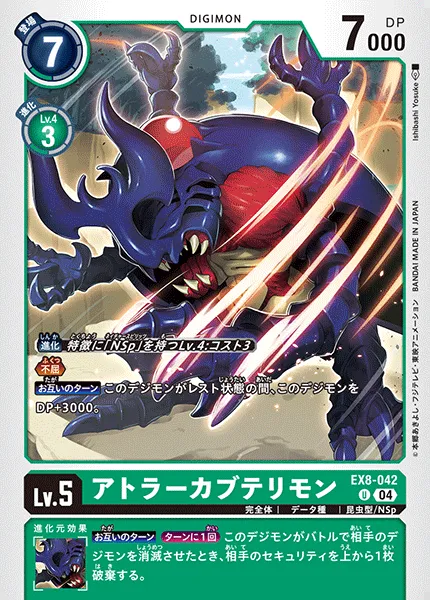 DIGIMON
登場
7
DP
7000
進化
Lv.4
3
Ishibashi Yosuke
BANDAI MADE IN JAPAN
©本郷あきよし・フジテレビ・東映アニメーション
進化 特徴に「NSp」を持つLv.4:コスト3
不屈
お互いのターン このデジモンがレスト状態の間、このデジモンを
DP+3000。
EX8-042
Lv.5 アトラーカブテリモン U 04
完全体 データ種 昆虫型/NSp
進化元効果
お互いのターン ターンに1回 このデジモンがバトルで相手のデ
ジモンを消滅させたとき、相手のセキュリティを上から1枚
破棄する。